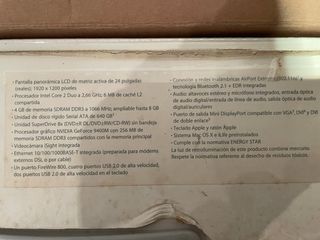 • Pantalla panorámica LCD de matriz activa de 24 pulgadas
(reales); 1920 x 1200 píxeles
• Procesador Intel Core 2 Duo a 2,66 GHz; 6 MB de caché L2
compartida
• 4 GB de memoria SDRAM DDR3 a 1066 MHz; ampliable hasta 8 GB
• Unidad de disco rígido Serial ATA de 640 GB¹
• Unidad SuperDrive 8x (DVD±R DL/DVD±RW/CD-RW) sin bandeja
• Procesador gráfico NVIDIA GeForce 9400M con 256 MB
de memoria SDRAM DDR3 compartidos con la memoria principal
• Videocámara iSight integrada
• Ethernet 10/100/1000BASE-T integrada (preparada para módems
externos DSL o por cable)
• Un puerto FireWire 800, cuatro puertos USB 2.0 de alta velocidad,
dos puertos USB 2.0 de alta velocidad en el teclado
• Conexión y redes inalámbricas AirPort Extreme (802.11n)² y
tecnología Bluetooth 2.1 + EDR integradas
• Audio: altavoces estéreo y micrófono integrados, entrada óptica
de audio digital/entrada de línea de audio, salida óptica de audio
digital/auriculares
• Puerto de salida Mini DisplayPort compatible con VGA³, DVI³ y DVI
de doble enlace³
• Teclado Apple y ratón Apple
• Sistema Mac OS X e iLife preinstalados
• Cumple con la normativa ENERGY STAR
La luz de retroiluminación de este producto contiene mercurio.
Respete la normativa referente al desecho de residuos tóxicos.